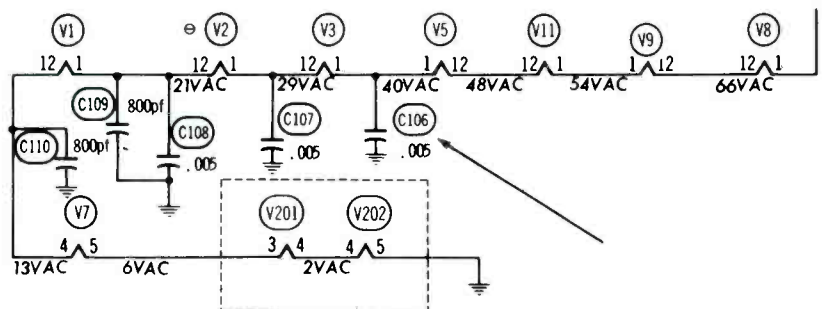 V1 ⊖ V2 V3 V5 V11 V9 V8
12 1 12 1 12 1 1 12 12 1 1 12 12 1
21VAC 29VAC 40VAC 48VAC 54VAC 66VAC
C109 800pf C108 .005 C107 .005 C106 .005
C110 800pf
V7 V201 V202
4 5 3 4 4 5
13VAC 6VAC 2VAC